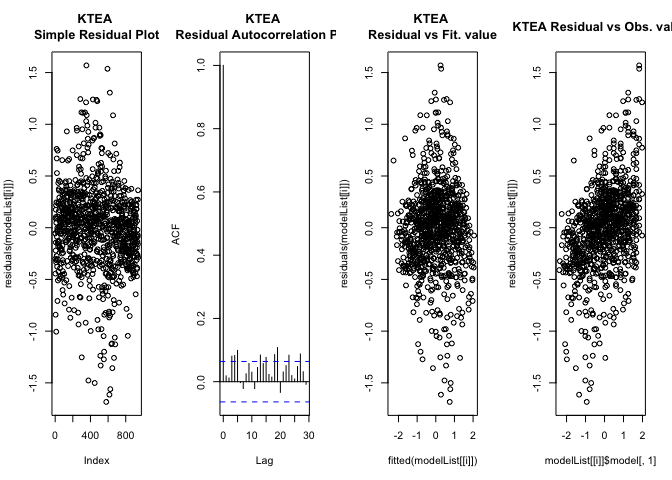 KTEA
Simple Residual Plot
residuals(modelList[[i]])
1.5
1.0
0.5
0.0
-0.5
-1.0
-1.5
0
400
800
Index
KTEA
Residual Autocorrelation P
ACF
1.0
0.8
0.6
0.4
0.2
0.0
0
10
20
30
Lag
KTEA
Residual vs Fit. value
residuals(modelList[[i]])
1.5
1.0
0.5
0.0
-0.5
-1.0
-1.5
-2
-1
0
1
2
fitted(modelList[[i]])
KTEA Residual vs Obs. val
residuals(modelList[[i]])
1.5
1.0
0.5
0.0
-0.5
-1.0
-1.5
-2
-1
0
1
2
modelList[[i]]$model[, 1]